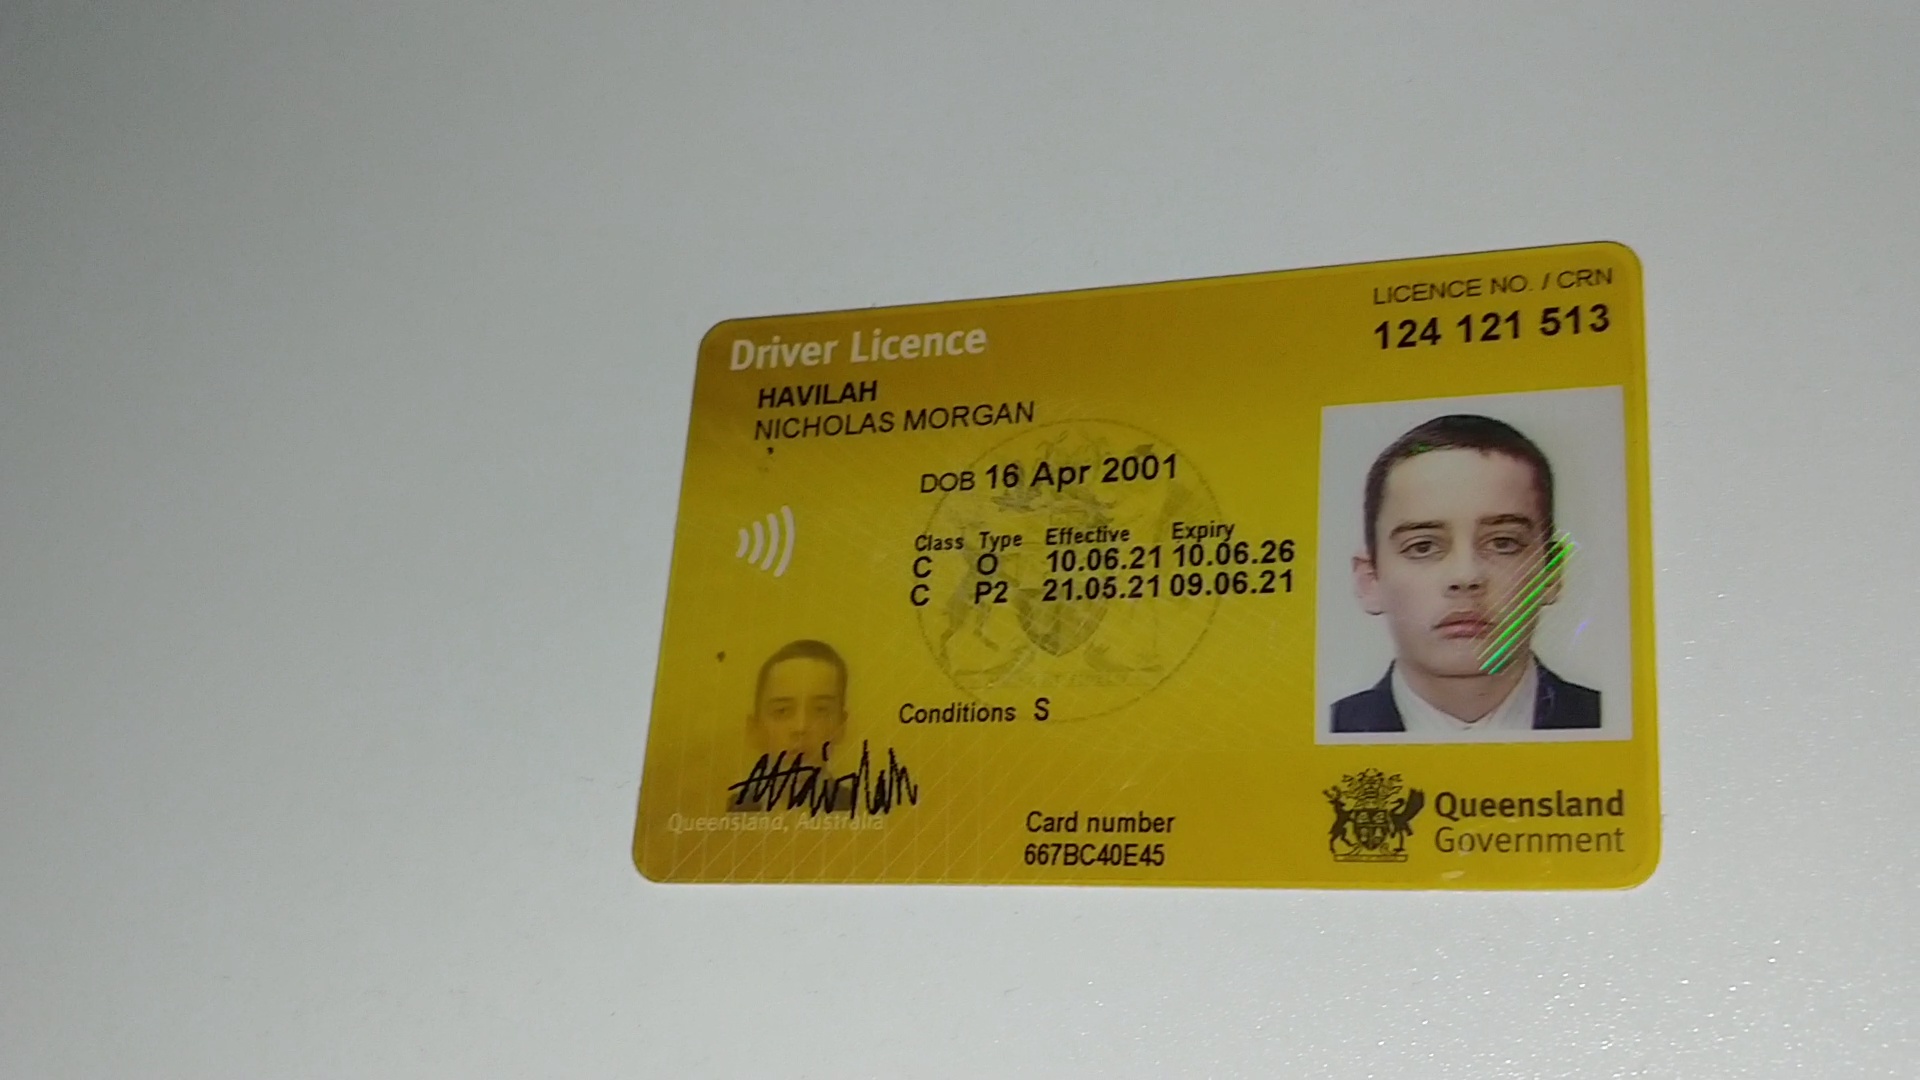 Driver Licence
LICENCE NO. / CRN
124 121 513
HAVILAH
NICHOLAS MORGAN
DOB 16 Apr 2001
Class Type Effective Expiry
C O 10.06.21 10.06.26
C P2 21.05.21 09.06.21
Conditions S
Queensland, Australia
Card number
667BC40E45
Queensland
Government